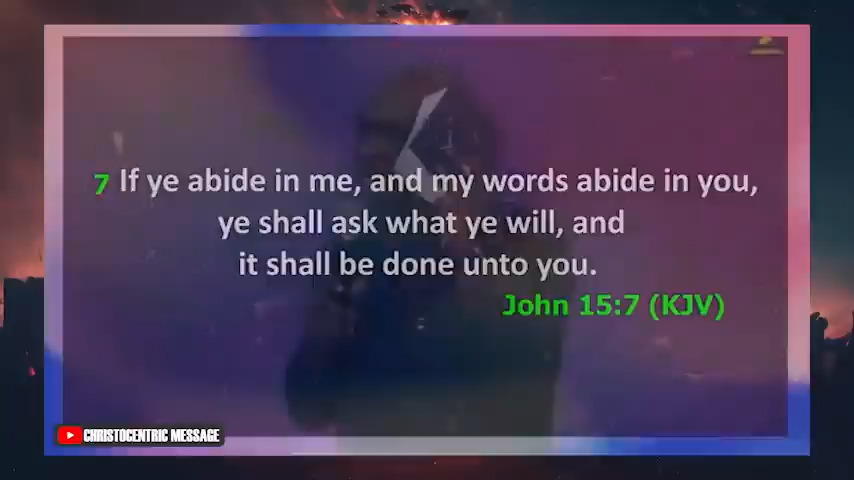 7 If ye abide in me, and my words abide in you,
ye shall ask what ye will, and
it shall be done unto you.
John 15:7 (KJV)
CHRISTOCENTRIC MESSAGE